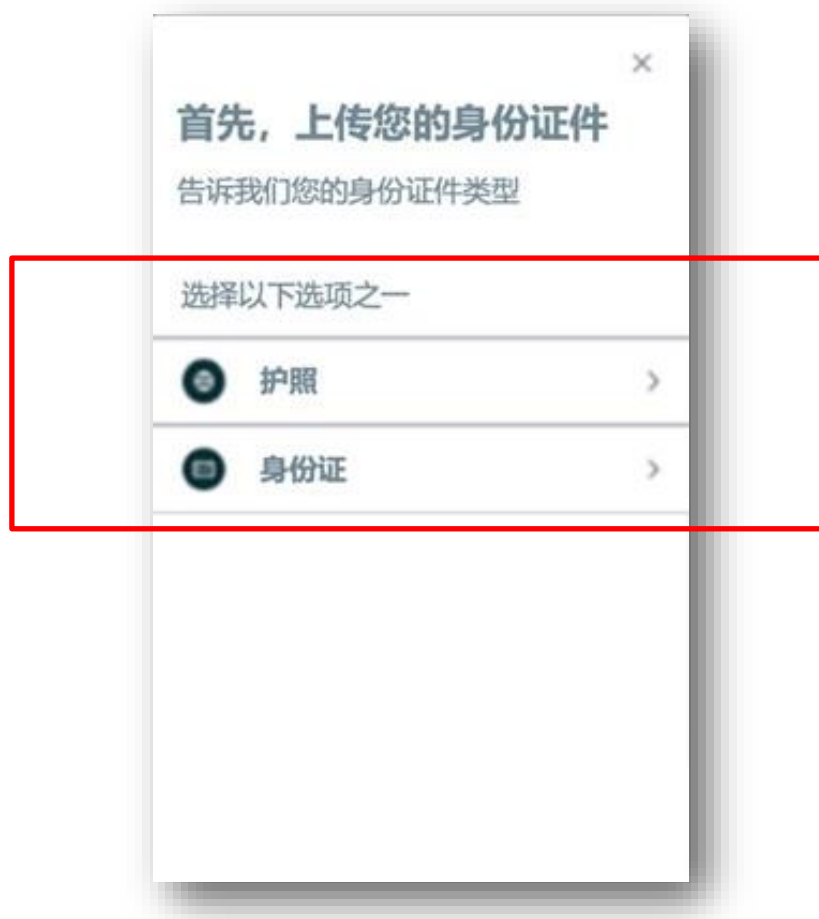 首先，上传您的身份证件
告诉我们您的身份证件类型
选择以下选项之一
护照
身份证